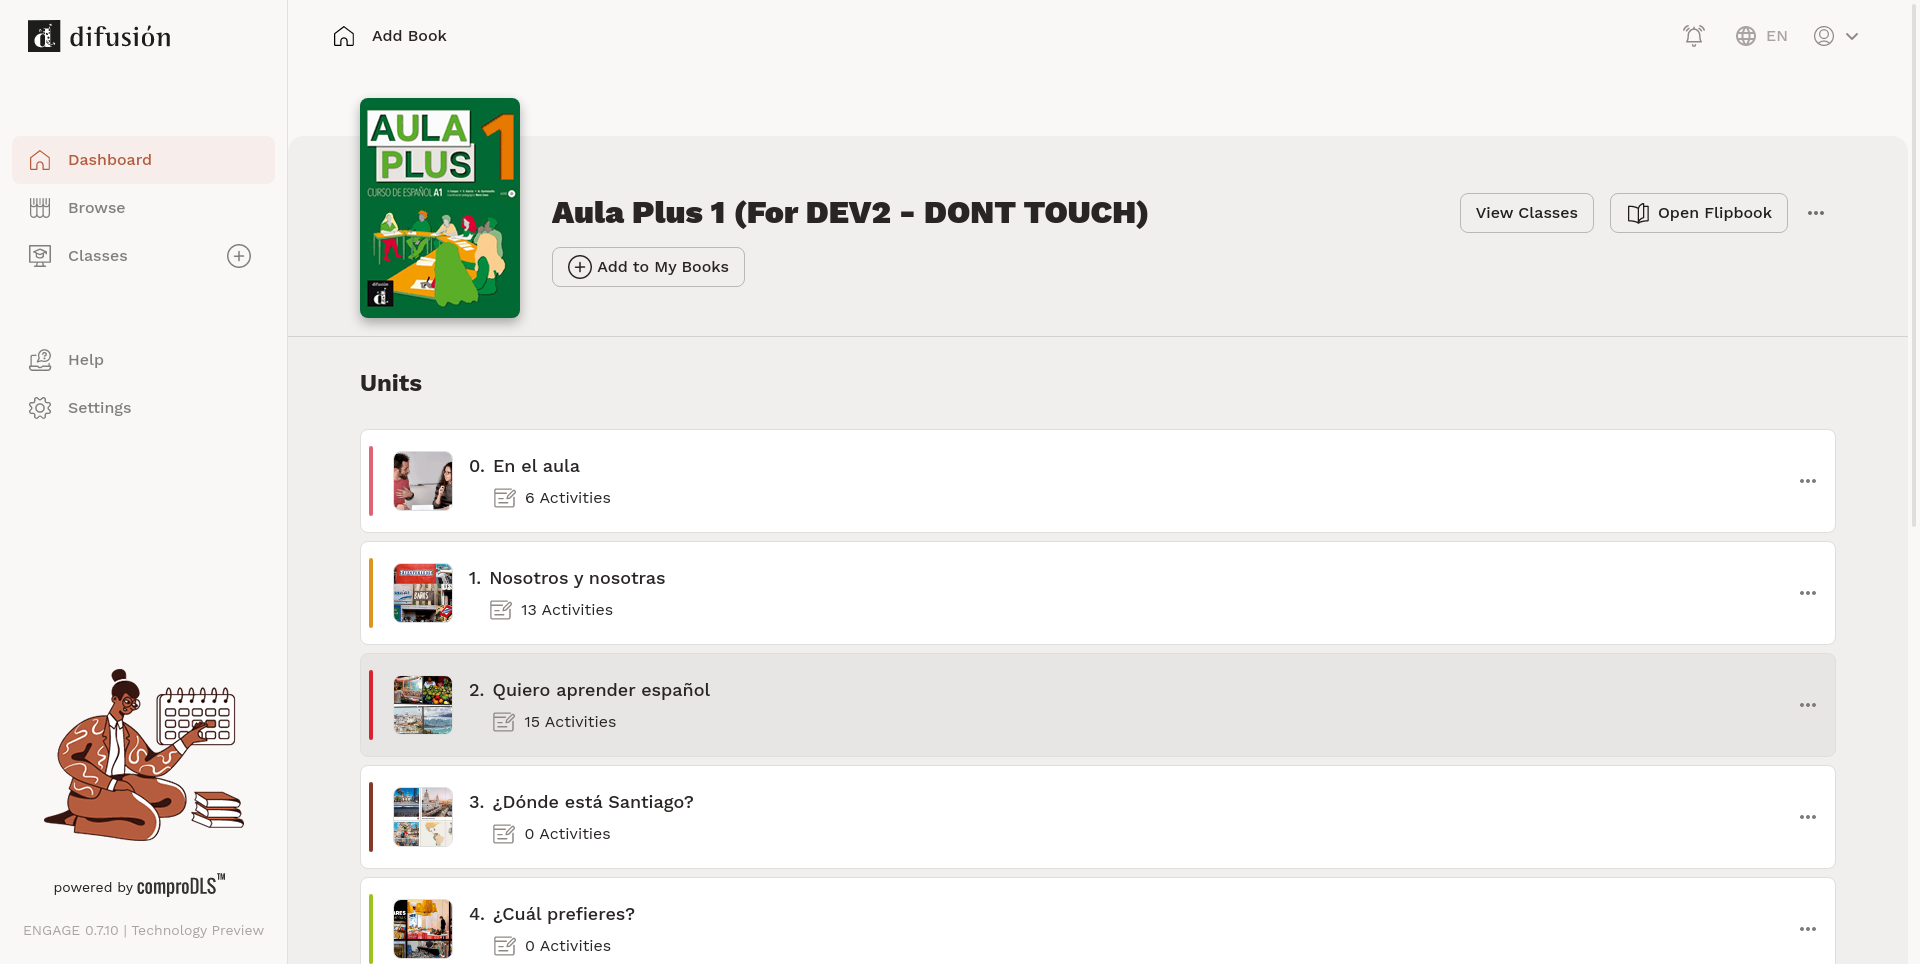 difusión
Add Book
EN
Dashboard
Browse
Classes
Help
Settings
powered by comproDLS™
ENGAGE 0.7.10 | Technology Preview
AULA 1
PLUS
CURSO DE ESPAÑOL A1
difusión
Aula Plus 1 (For DEV2 - DONT TOUCH)
Add to My Books
View Classes
Open Flipbook
Units
0. En el aula
6 Activities
1. Nosotros y nosotras
13 Activities
2. Quiero aprender español
15 Activities
3. ¿Dónde está Santiago?
0 Activities
4. ¿Cuál prefieres?
0 Activities